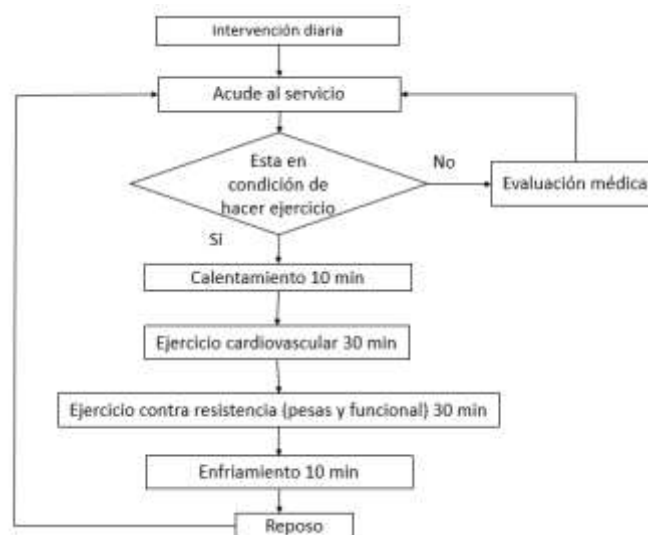 Intervención diaria
Acude al servicio
Esta en
condición de
hacer ejercicio
No
Evaluación médica
Si
Calentamiento 10 min
Ejercicio cardiovascular 30 min
Ejercicio contra resistencia (pesas y funcional) 30 min
Enfriamiento 10 min
Reposo